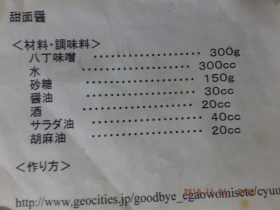 甜面醤
＜材料・調味料＞
八丁味噌 ················ 300g
水 ···················· 300cc
砂糖 ·················· 150g
醤油 ·················· 30cc
酒 ···················· 20cc
サラダ油 ················ 40cc
胡麻油 ·················· 20cc
＜作り方＞
http://www.geocities.jp/goodbye_cgaowomisete/cyuu